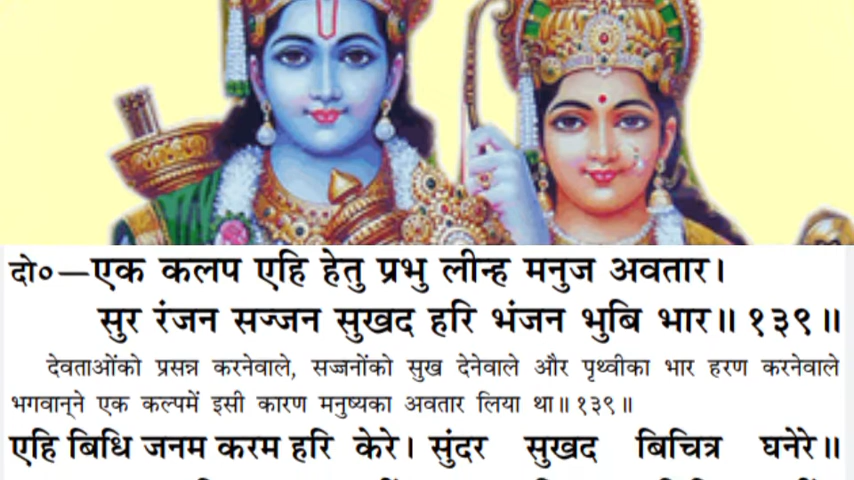 दो०—एक कलप एहि हेतु प्रभु लीन्ह मनुज अवतार।
सुर रंजन सज्जन सुखद हरि भंजन भुबि भार॥ १३९॥
देवताओंको प्रसन्न करनेवाले, सज्जनोंको सुख देनेवाले और पृथ्वीका भार हरण करनेवाले
भगवान्‌ने एक कल्पमें इसी कारण मनुष्यका अवतार लिया था॥ १३९॥
एहि बिधि जनम करम हरि केरे। सुंदर सुखद बिचित्र घनेरे॥